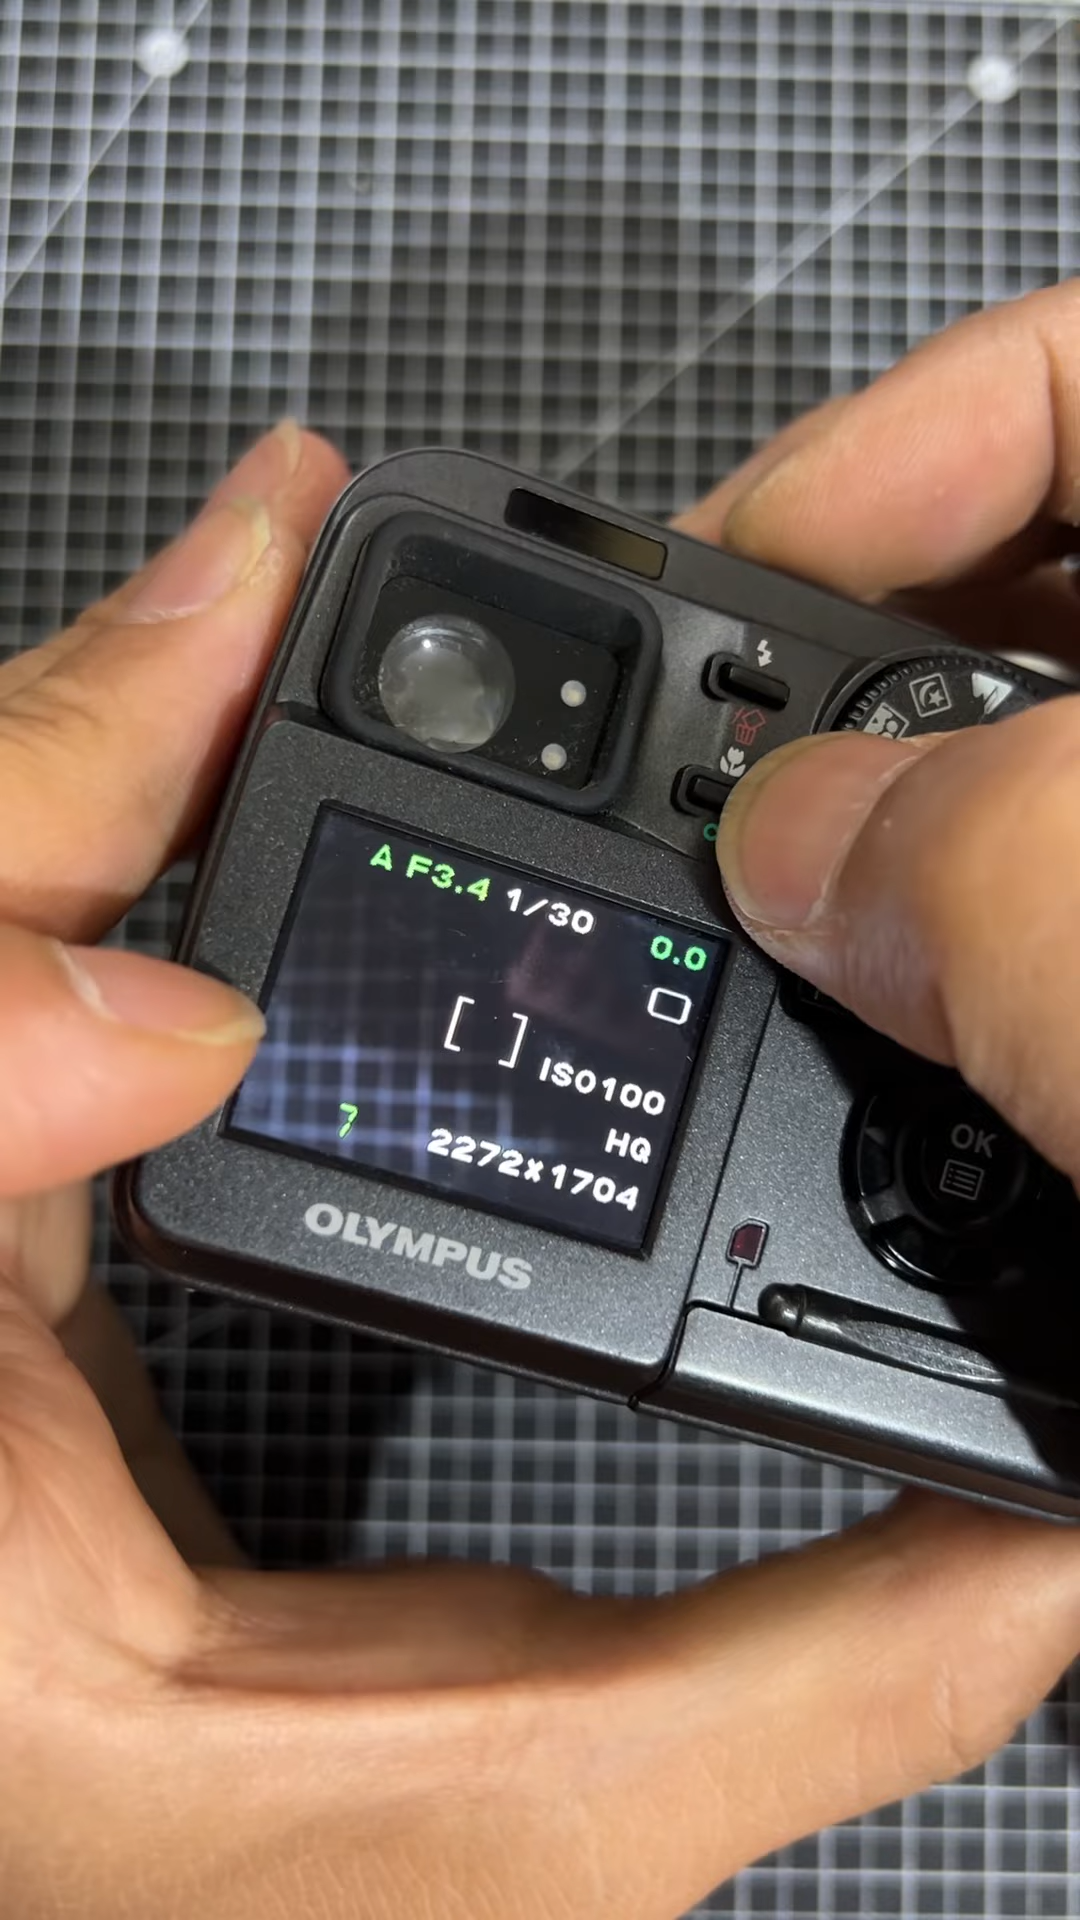 A F3.4 1/30
0.0
[ ]
ISO100
HQ
7 2272x1704
OLYMPUS
OK